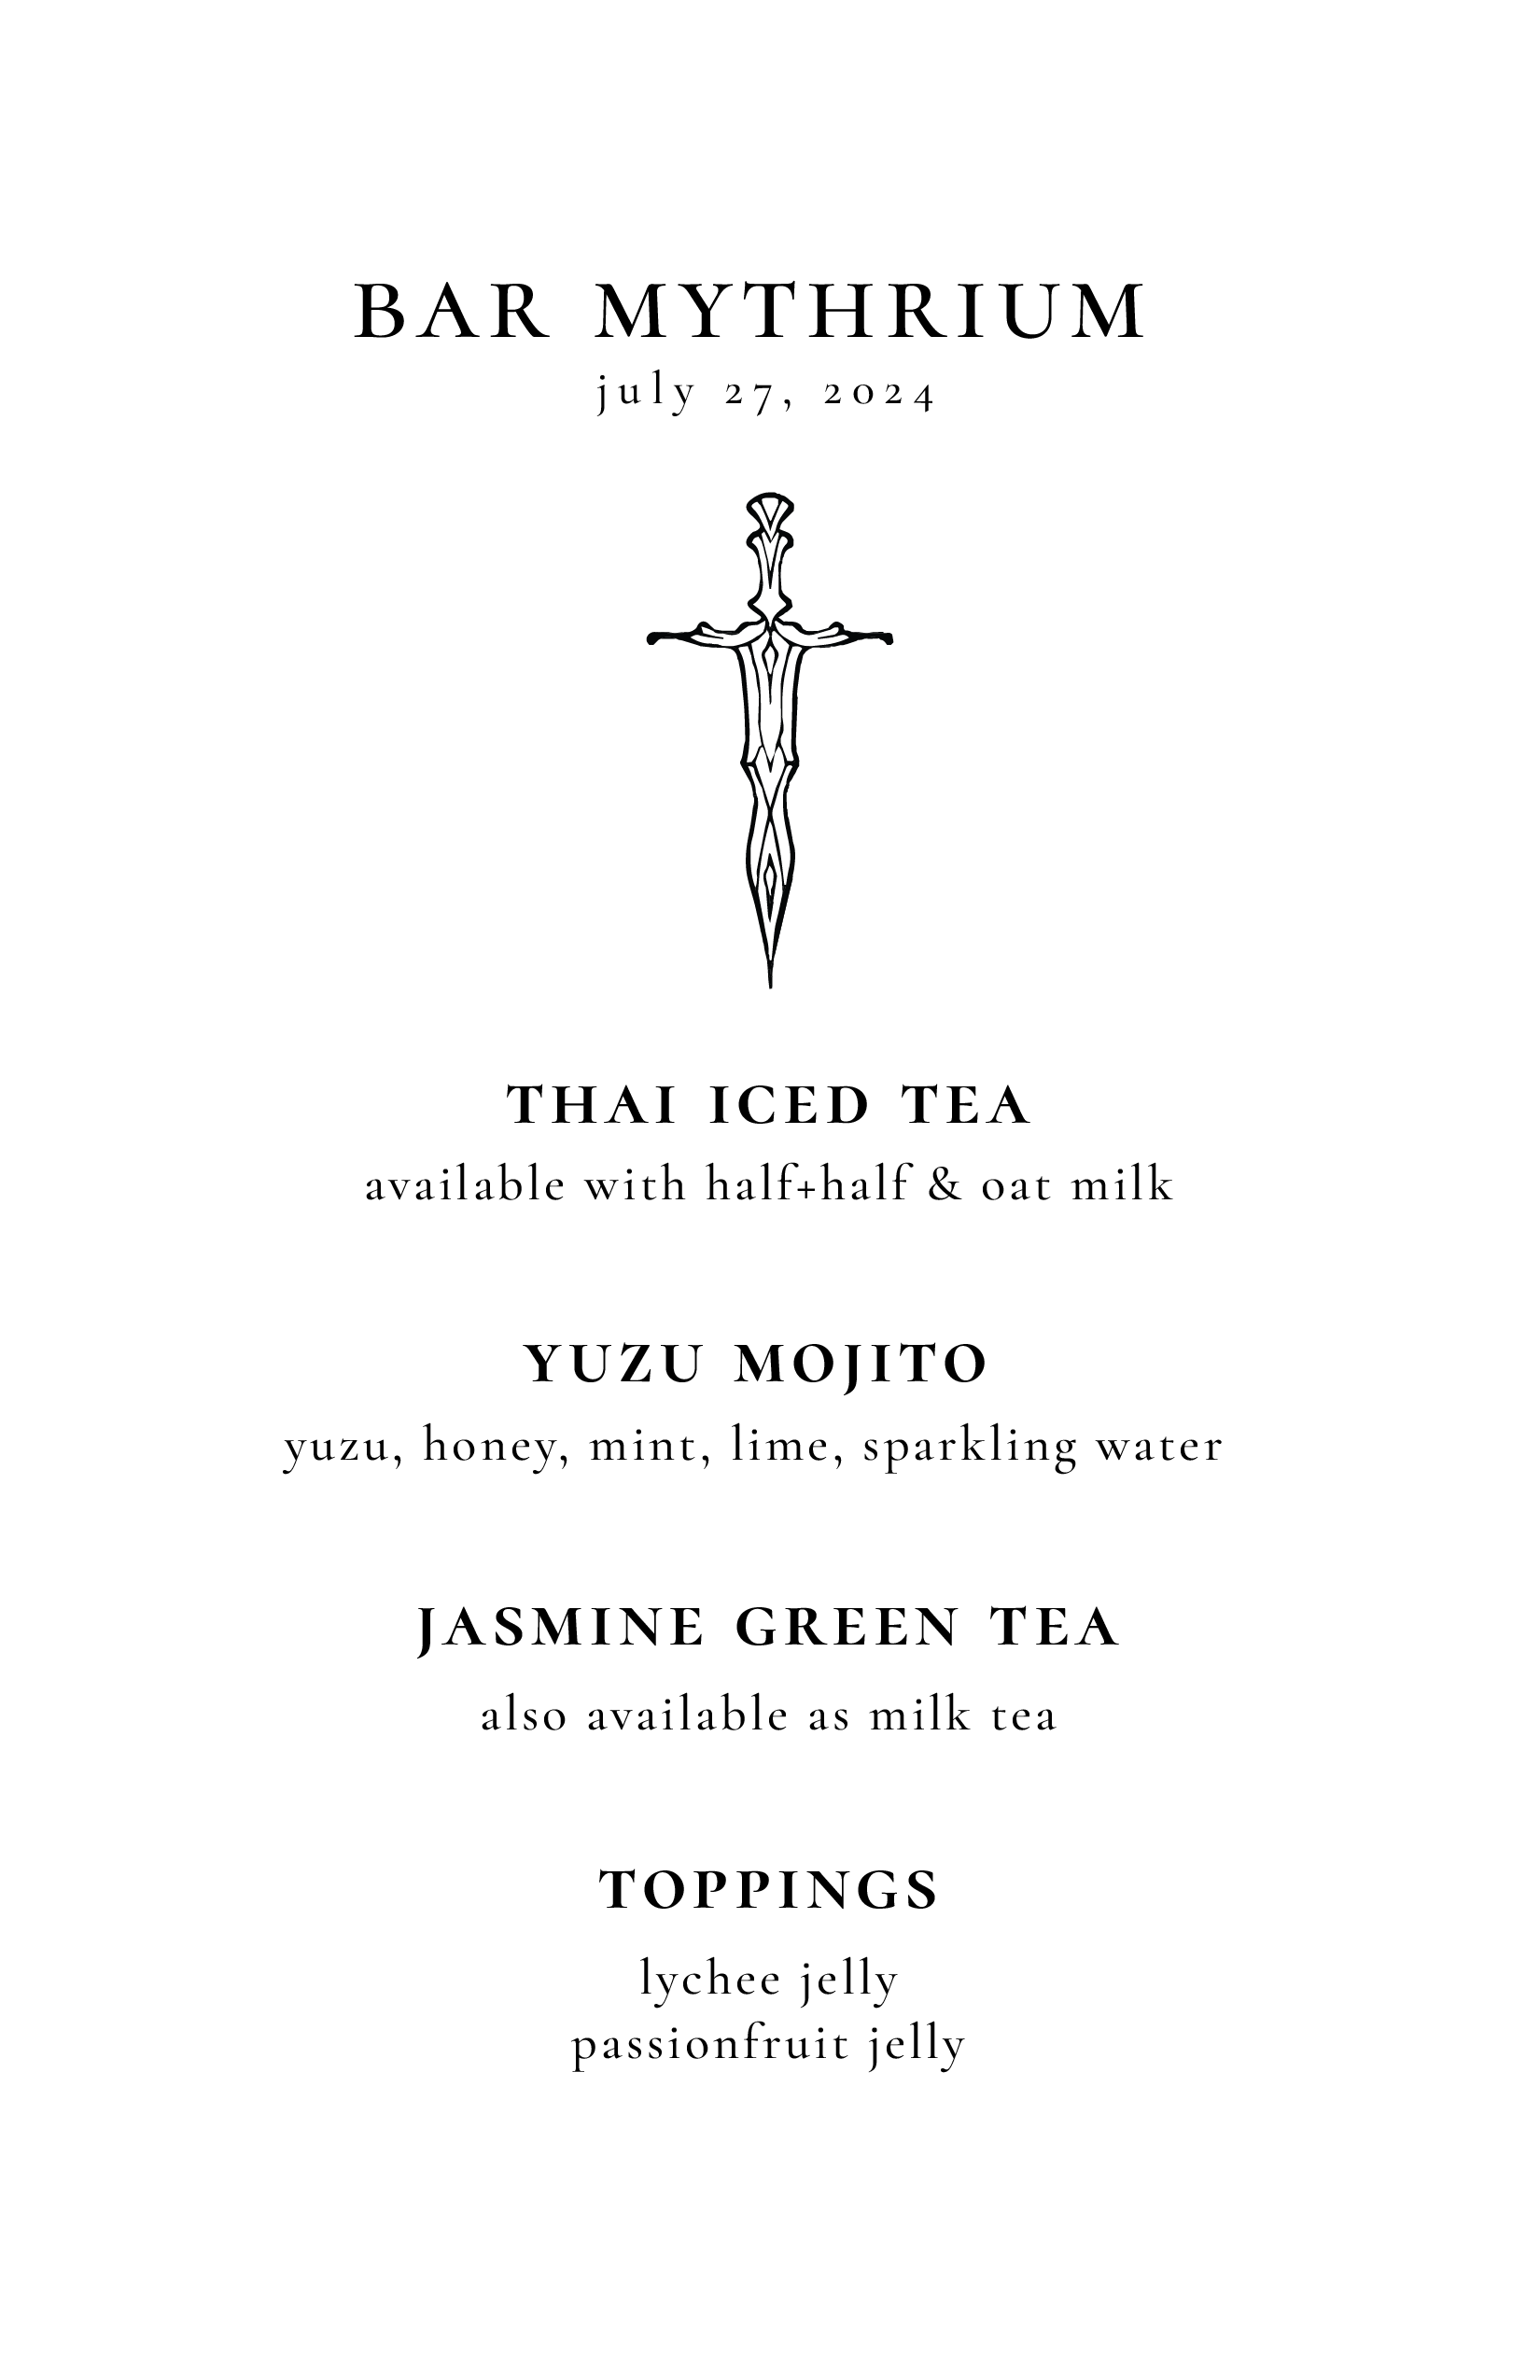 BAR MYTHRIUM
july 27, 2024
THAI ICED TEA
available with half+half & oat milk
YUZU MOJITO
yuzu, honey, mint, lime, sparkling water
JASMINE GREEN TEA
also available as milk tea
TOPPINGS
lychee jelly
passionfruit jelly